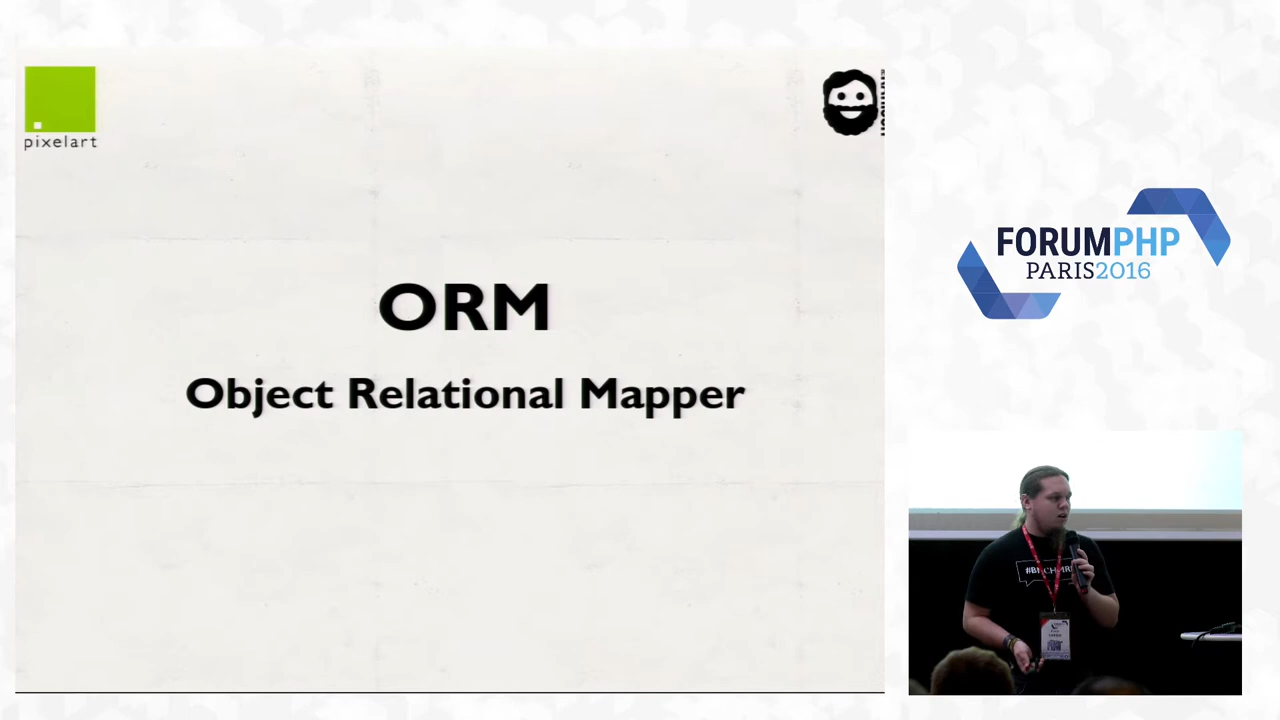 pixelart
ORM
Object Relational Mapper
FORUMPHP
PARIS2016